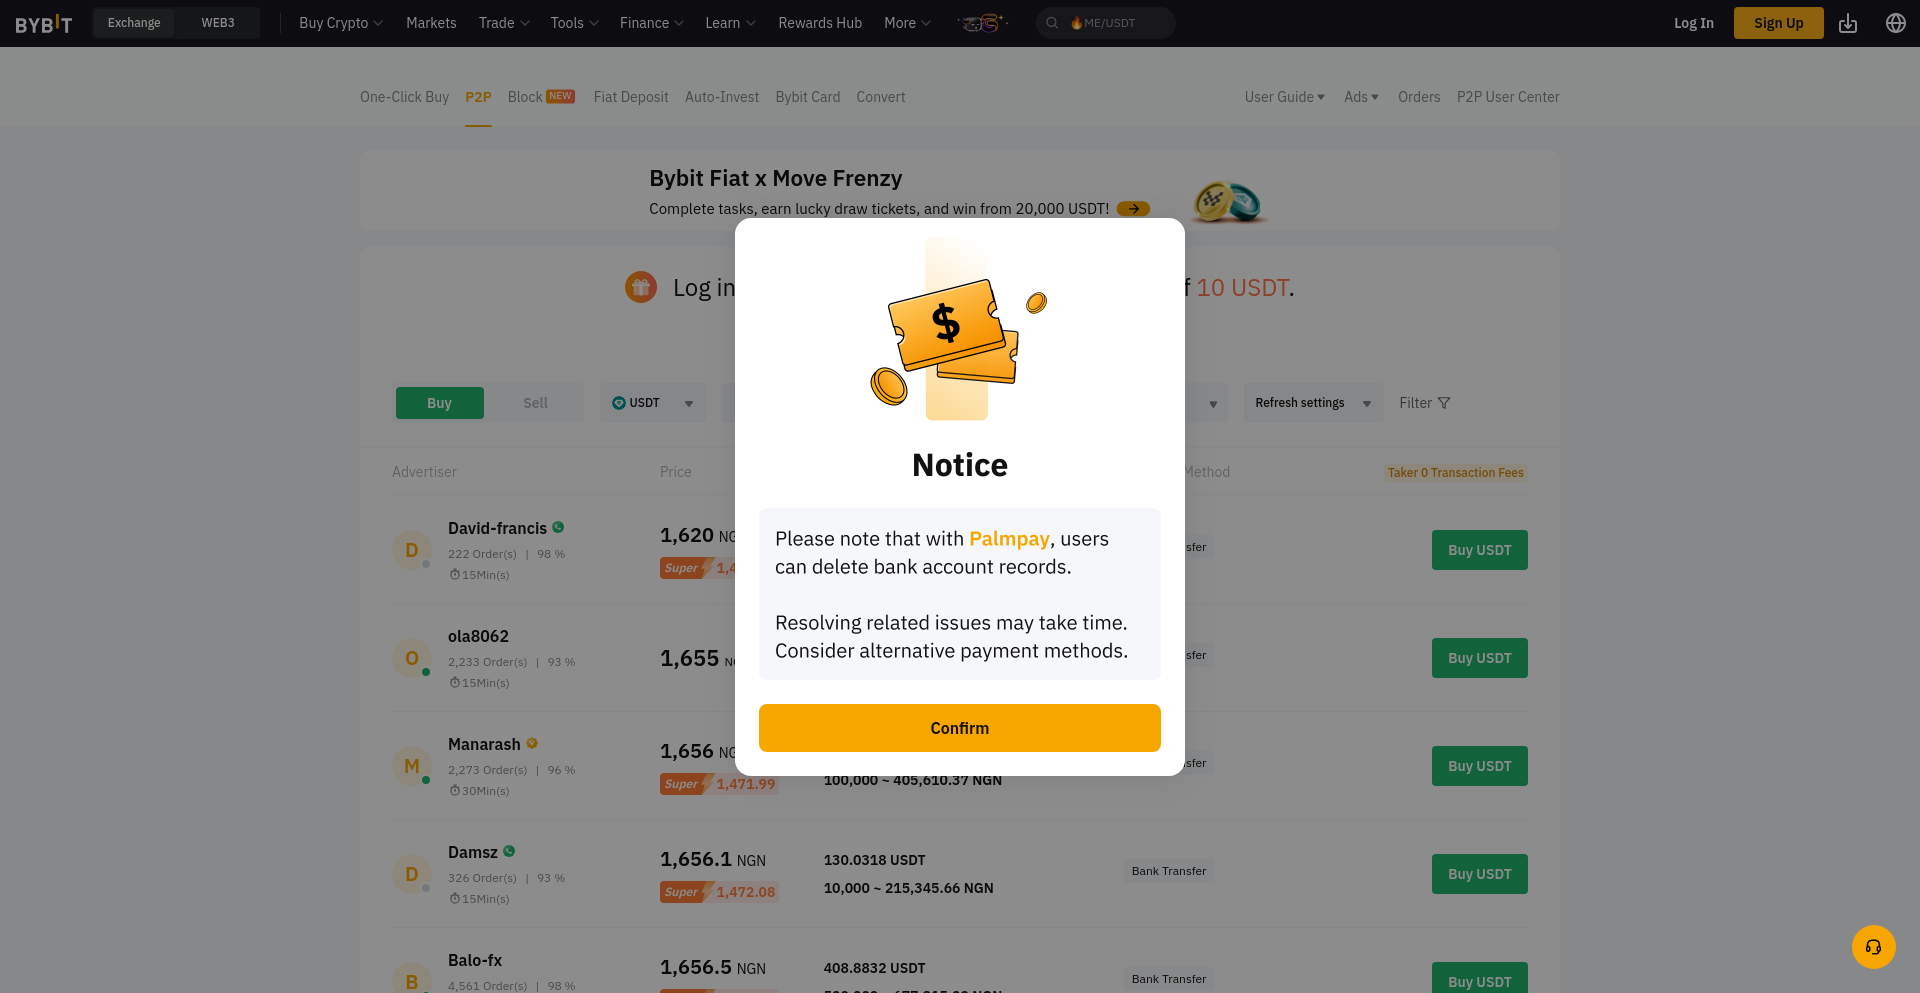 BYBIT Exchange WEB3 Buy Crypto Markets Trade Tools Finance Learn Rewards Hub More ME/USDT Log In Sign Up
One-Click Buy P2P Block NEW Fiat Deposit Auto-Invest Bybit Card Convert User Guide Ads Orders P2P User Center
Bybit Fiat x Move Frenzy
Complete tasks, earn lucky draw tickets, and win from 20,000 USDT!
Log in 10 USDT.
Buy Sell USDT Refresh settings Filter
Advertiser Price Method Taker 0 Transaction Fees
$
Notice
Please note that with Palmpay, users
can delete bank account records.
Resolving related issues may take time.
Consider alternative payment methods.
Confirm
David-francis
222 Order(s) | 98 %
15Min(s)
1,620
Super
Buy USDT
ola8062
2,233 Order(s) | 93 %
15Min(s)
1,655
Buy USDT
Manarash
2,273 Order(s) | 96 %
30Min(s)
1,656
Super 1,471.99
100,000 ~ 405,610.37 NGN
Buy USDT
Damsz
326 Order(s) | 93 %
15Min(s)
1,656.1 NGN
Super 1,472.08
130.0318 USDT
10,000 ~ 215,345.66 NGN
Bank Transfer
Buy USDT
Balo-fx
4,561 Order(s) | 98 %
1,656.5 NGN
408.8832 USDT
Bank Transfer
Buy USDT
D
O
M
D
B